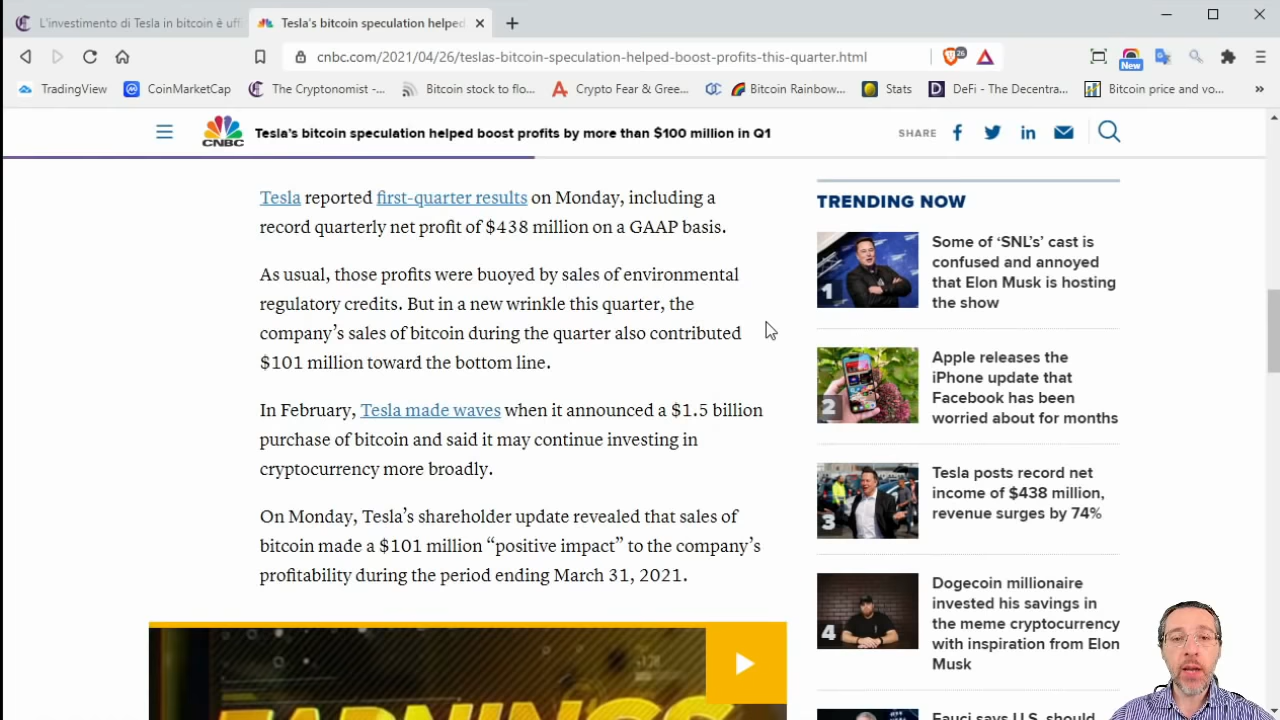 L'investimento di Tesla in bitcoin è uff
Tesla's bitcoin speculation helped
cnbc.com/2021/04/26/teslas-bitcoin-speculation-helped-boost-profits-this-quarter.html
26
New
TradingView
CoinMarketCap
The Cryptonomist -...
Bitcoin stock to flo...
Crypto Fear & Gree...
Bitcoin Rainbow...
Stats
DeFi - The Decentra...
Bitcoin price and vo...
»
CNBC
Tesla's bitcoin speculation helped boost profits by more than $100 million in Q1
SHARE
Tesla reported first-quarter results on Monday, including a
record quarterly net profit of $438 million on a GAAP basis.
As usual, those profits were buoyed by sales of environmental
regulatory credits. But in a new wrinkle this quarter, the
company’s sales of bitcoin during the quarter also contributed
$101 million toward the bottom line.
In February, Tesla made waves when it announced a $1.5 billion
purchase of bitcoin and said it may continue investing in
cryptocurrency more broadly.
On Monday, Tesla’s shareholder update revealed that sales of
bitcoin made a $101 million “positive impact” to the company’s
profitability during the period ending March 31, 2021.
TRENDING NOW
1
Some of ‘SNL’s’ cast is
confused and annoyed
that Elon Musk is hosting
the show
2
Apple releases the
iPhone update that
Facebook has been
worried about for months
3
Tesla posts record net
income of $438 million,
revenue surges by 74%
4
Dogecoin millionaire
invested his savings in
the meme cryptocurrency
with inspiration from Elon
Musk
Fauci says U.S. should
EARNINGS